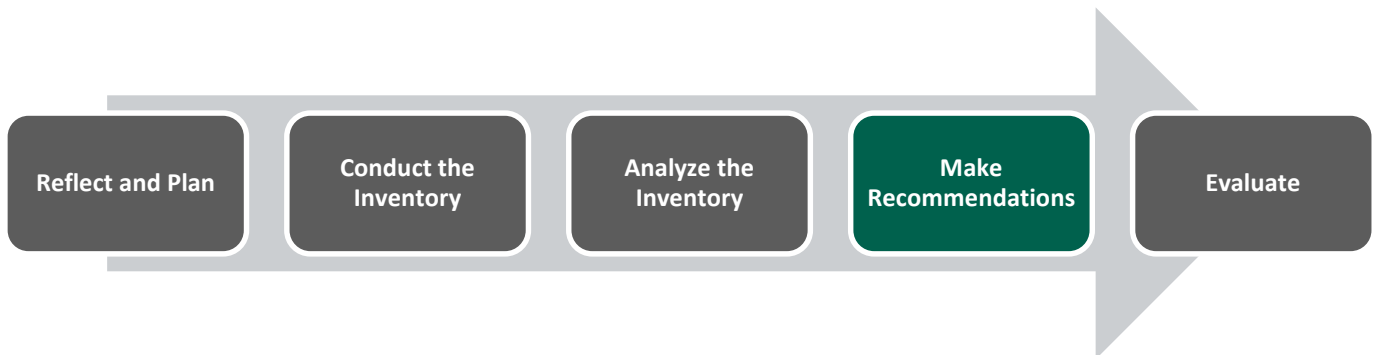 Reflect and Plan
Conduct the
Inventory
Analyze the
Inventory
Make
Recommendations
Evaluate